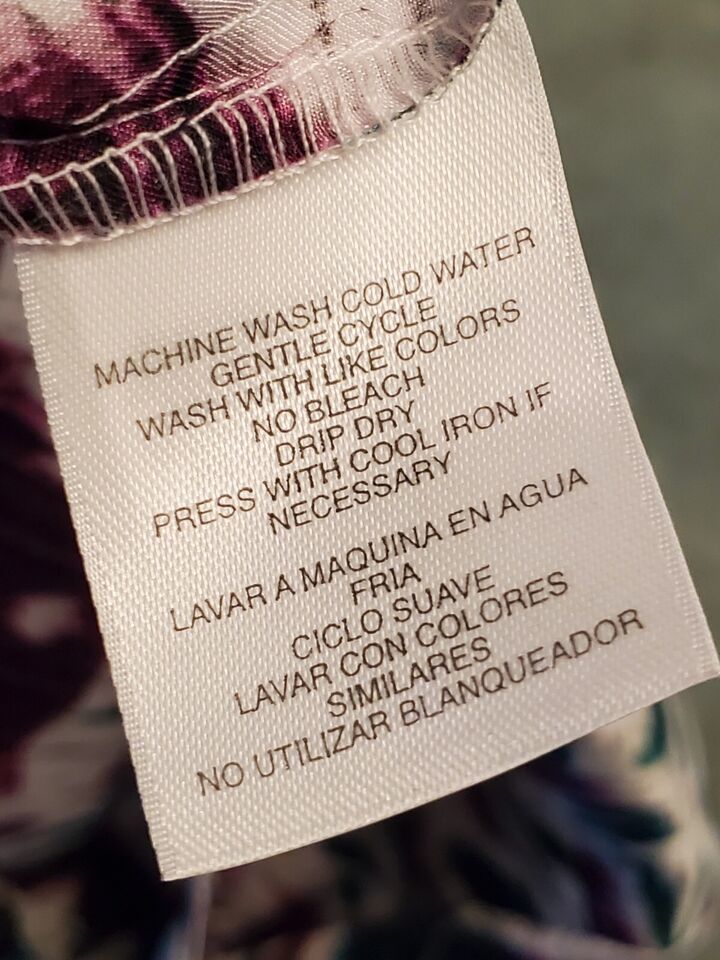 MACHINE WASH COLD WATER
GENTLE CYCLE
WASH WITH LIKE COLORS
NO BLEACH
DRIP DRY
PRESS WITH COOL IRON IF
NECESSARY
LAVAR A MAQUINA EN AGUA
FRIA
CICLO SUAVE
LAVAR CON COLORES
SIMILARES
NO UTILIZAR BLANQUEADOR